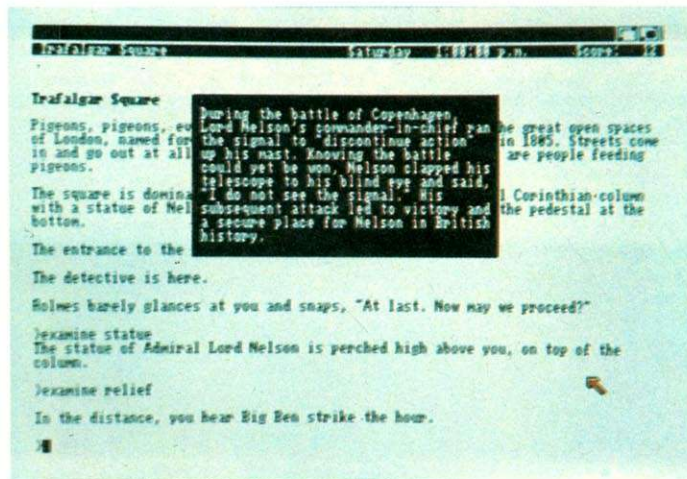 Trafalgar Square Saturday 1:00:00 p.m. Score: 12
Trafalgar Square
Pigeons, pigeons, ev he great open spaces
of London, named for in 1805. Streets come
in and go out at all are people feeding
pigeons.
The square is domina l Corinthian-column
with a statue of Nel the pedestal at the
bottom.
The entrance to the
During the battle of Copenhagen,
Lord Nelson's commander-in-chief ran
the signal to "discontinue action"
up his mast. Knowing the battle
could yet be won, Nelson clapped his
telescope to his blind eye and said,
"I do not see the signal." His
subsequent attack led to victory and
a secure place for Nelson in British
history.
The detective is here.
Holmes barely glances at you and snaps, "At last. Now may we proceed?"
>examine statue
The statue of Admiral Lord Nelson is perched high above you, on top of the
column.
>examine relief
In the distance, you hear Big Ben strike the hour.
>